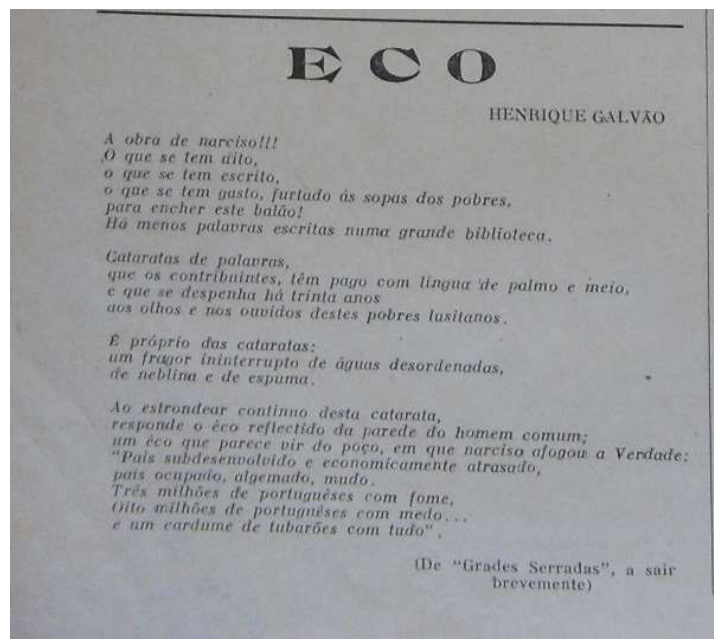 ECO
HENRIQUE GALVÃO
A obra de narciso!!!
O que se tem dito,
o que se tem escrito,
o que se tem gasto, furtado às sopas dos pobres,
para encher este balão!
Há menos palavras escritas numa grande biblioteca.
Cataratas de palavras,
que os contribuintes, têm pago com língua de palmo e meio,
e que se despenha há trinta anos
aos olhos e nos ouvidos destes pobres lusitanos.
É próprio das cataratas:
um fragor ininterrupto de águas desordenadas,
de neblina e de espuma.
Ao estrondear contínuo desta catarata,
responde o éco reflectido da parede do homem comum;
um éco que parece vir do poço, em que narciso afogou a Verdade:
"País subdesenvolvido e economicamente atrasado,
país ocupado, algemado, mudo.
Três milhões de portuguêses com fome,
Oito milhões de portuguêses com medo...
e um cardume de tubarões com tudo".
(De "Grades Serradas", a sair
brevemente)